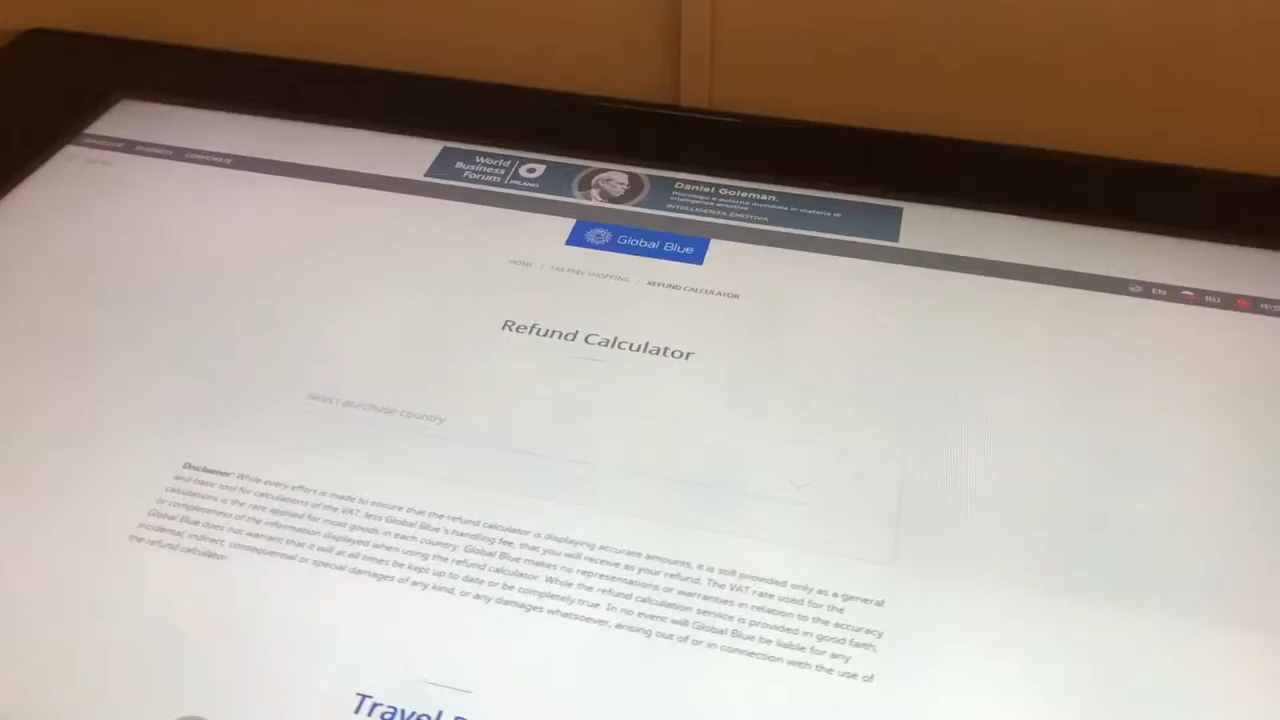 World
Business
Forum
MILANO
Daniel Goleman.
Psicologo e autorità mondiale in materia di
intelligenza emotiva
INTELLIGENZA EMOTIVA
BUSINESS CORPORATE
Global Blue
EN RU
HOME / TAX FREE SHOPPING / REFUND CALCULATOR
Refund Calculator
Select purchase country
Disclaimer: While every effort is made to ensure that the refund calculator is displaying accurate amounts, it is still provided only as a general
and basic tool for calculations of the VAT, less Global Blue's handling fee, that you will receive as your refund. The VAT rate used for the
calculations is the rate applied for most goods in each country. Global Blue makes no representations or warranties in relation to the accuracy
or completeness of the information displayed when using the refund calculator. While the refund calculation service is provided in good faith,
Global Blue does not warrant that it will at all times be kept up to date or be completely true. In no event will Global Blue be liable for any
incidental, indirect, consequential or special damages of any kind, or any damages whatsoever, arising out of or in connection with the use of
the refund calculator.
Travel